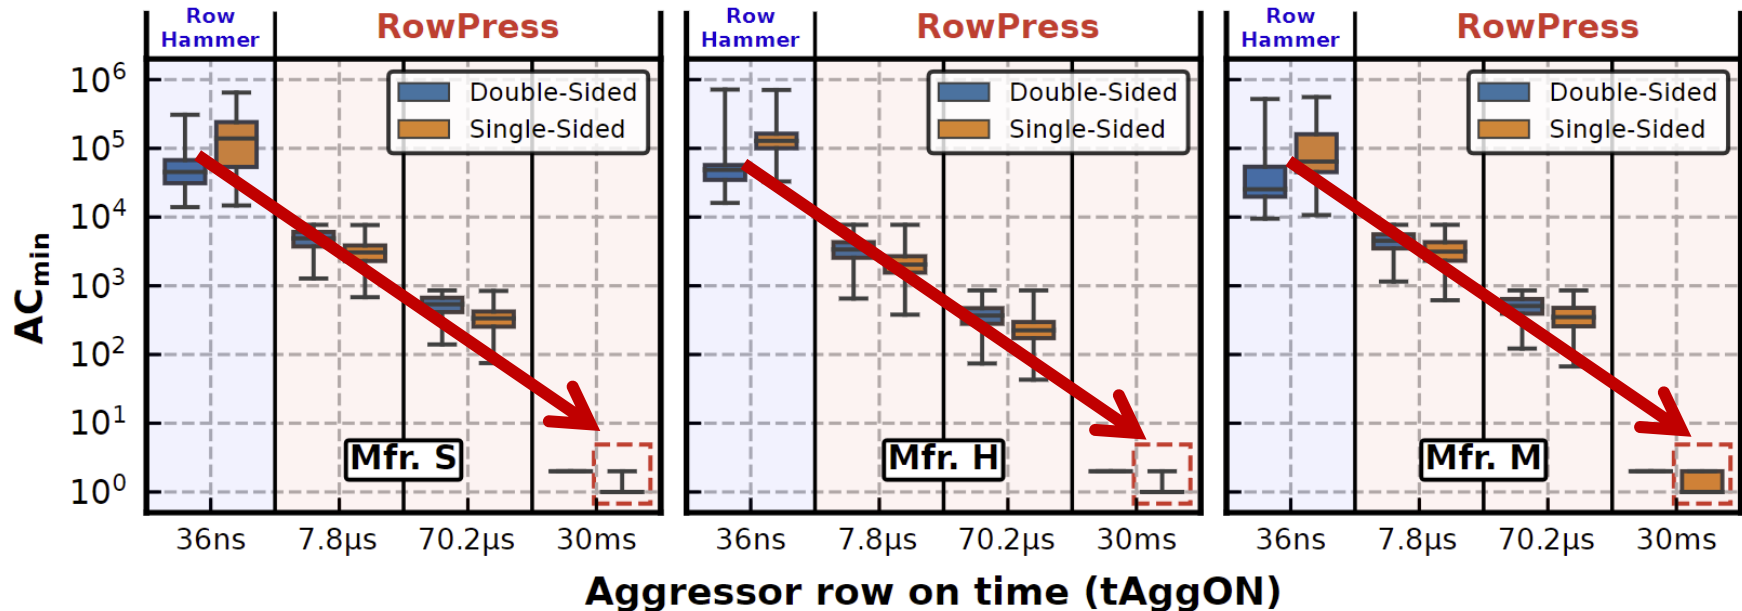 Row
Hammer
RowPress
Row
Hammer
RowPress
Row
Hammer
RowPress
ACmin
10⁶
10⁵
10⁴
10³
10²
10¹
10⁰
Double-Sided
Single-Sided
Mfr. S
Double-Sided
Single-Sided
Mfr. H
Double-Sided
Single-Sided
Mfr. M
36ns 7.8μs 70.2μs 30ms
36ns 7.8μs 70.2μs 30ms
36ns 7.8μs 70.2μs 30ms
Aggressor row on time (tAggON)